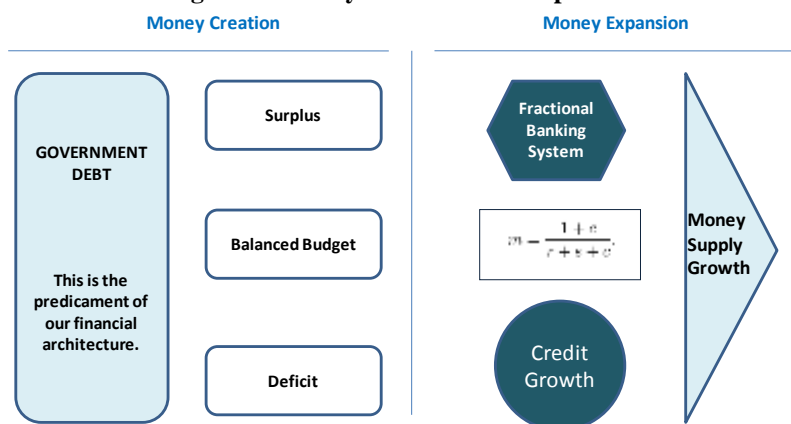 Money Creation
Money Expansion
GOVERNMENT
DEBT
This is the
predicament of
our financial
architecture.
Surplus
Balanced Budget
Deficit
Fractional
Banking
System
1 + c
Credit
Growth
Money
Supply
Growth